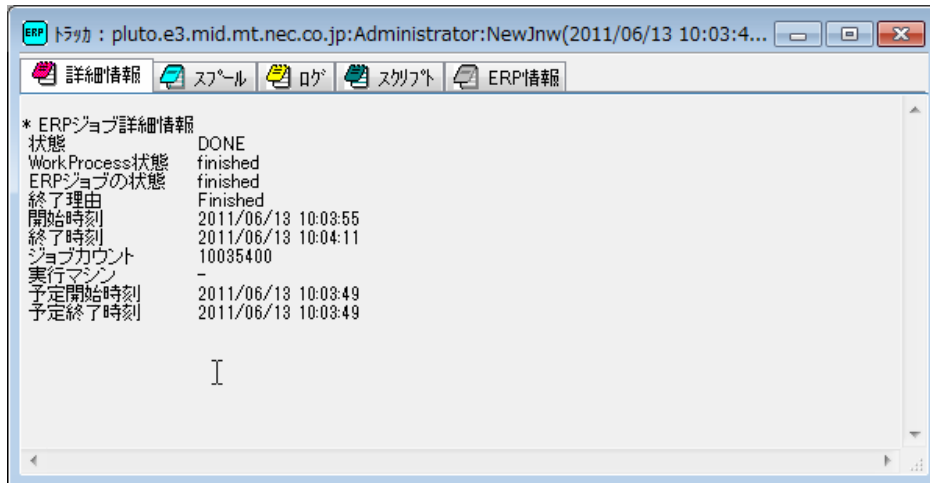 ERP ﾄﾗｯｶ : pluto.e3.mid.mt.nec.co.jp:Administrator:NewJnw(2011/06/13 10:03:4...
詳細情報 ｽﾌﾟｰﾙ ﾛｸﾞ ｽｸﾘﾌﾟﾄ ERP情報
* ERPジョブ詳細情報
状態 DONE
WorkProcess状態 finished
ERPジョブの状態 finished
終了理由 Finished
開始時刻 2011/06/13 10:03:55
終了時刻 2011/06/13 10:04:11
ジョブカウント 10035400
実行マシン -
予定開始時刻 2011/06/13 10:03:49
予定終了時刻 2011/06/13 10:03:49